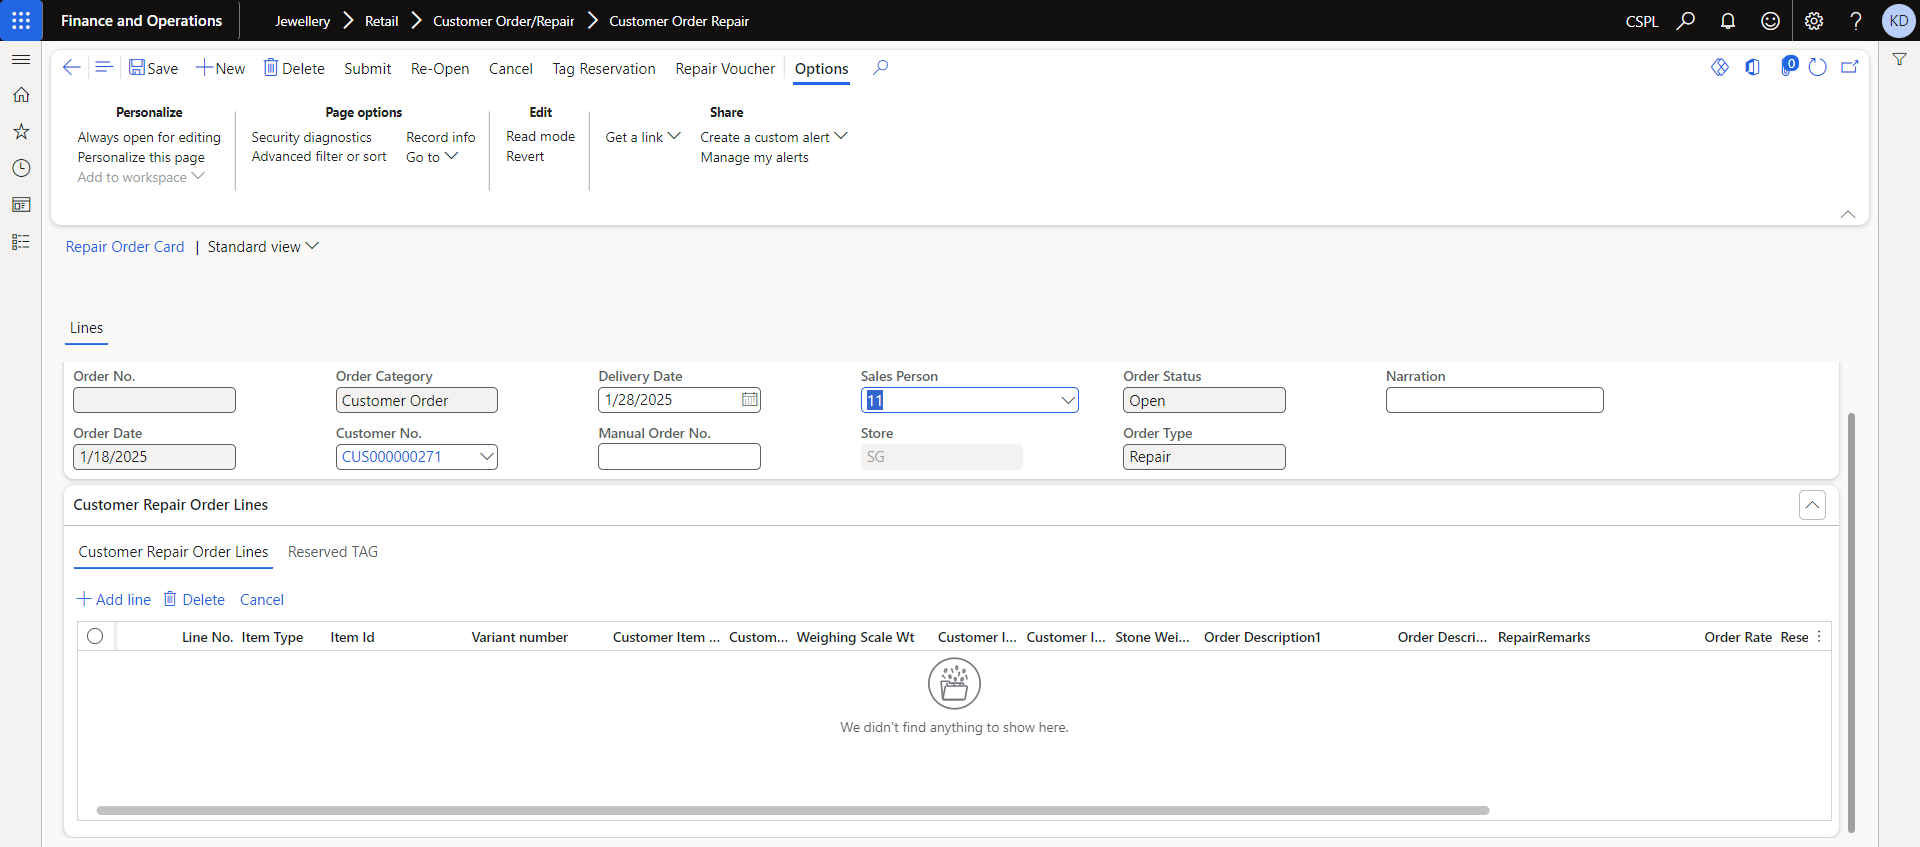 Finance and Operations
Jewellery
Retail
Customer Order/Repair
Customer Order Repair
CSPL
KD
Save
New
Delete
Submit
Re-Open
Cancel
Tag Reservation
Repair Voucher
Options
0
Personalize
Always open for editing
Personalize this page
Add to workspace
Page options
Security diagnostics
Advanced filter or sort
Record info
Go to
Edit
Read mode
Revert
Share
Get a link
Create a custom alert
Manage my alerts
Repair Order Card | Standard view
Lines
Order No.
Order Category
Customer Order
Delivery Date
1/28/2025
Sales Person
11
Order Status
Open
Narration
Order Date
1/18/2025
Customer No.
CUS000000271
Manual Order No.
Store
SG
Order Type
Repair
Customer Repair Order Lines
Customer Repair Order Lines
Reserved TAG
Add line
Delete
Cancel
Line No. Item Type Item Id Variant number Customer Item ... Custom... Weighing Scale Wt Customer I... Customer I... Stone Wei... Order Description1 Order Descri... RepairRemarks Order Rate Rese
We didn't find anything to show here.